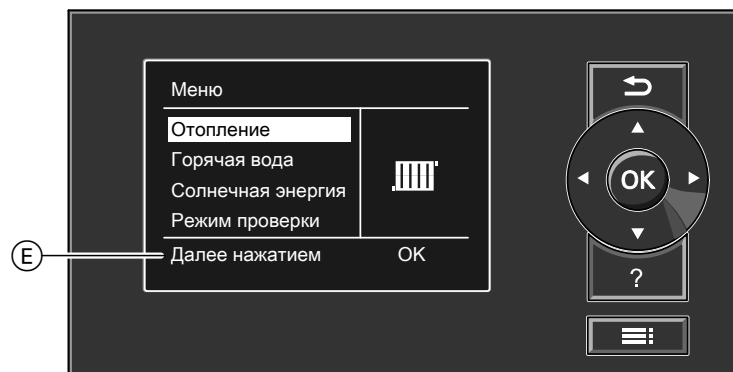 Меню
Отопление
Горячая вода
Солнечная энергия
Режим проверки
Далее нажатием OK
E
OK
?